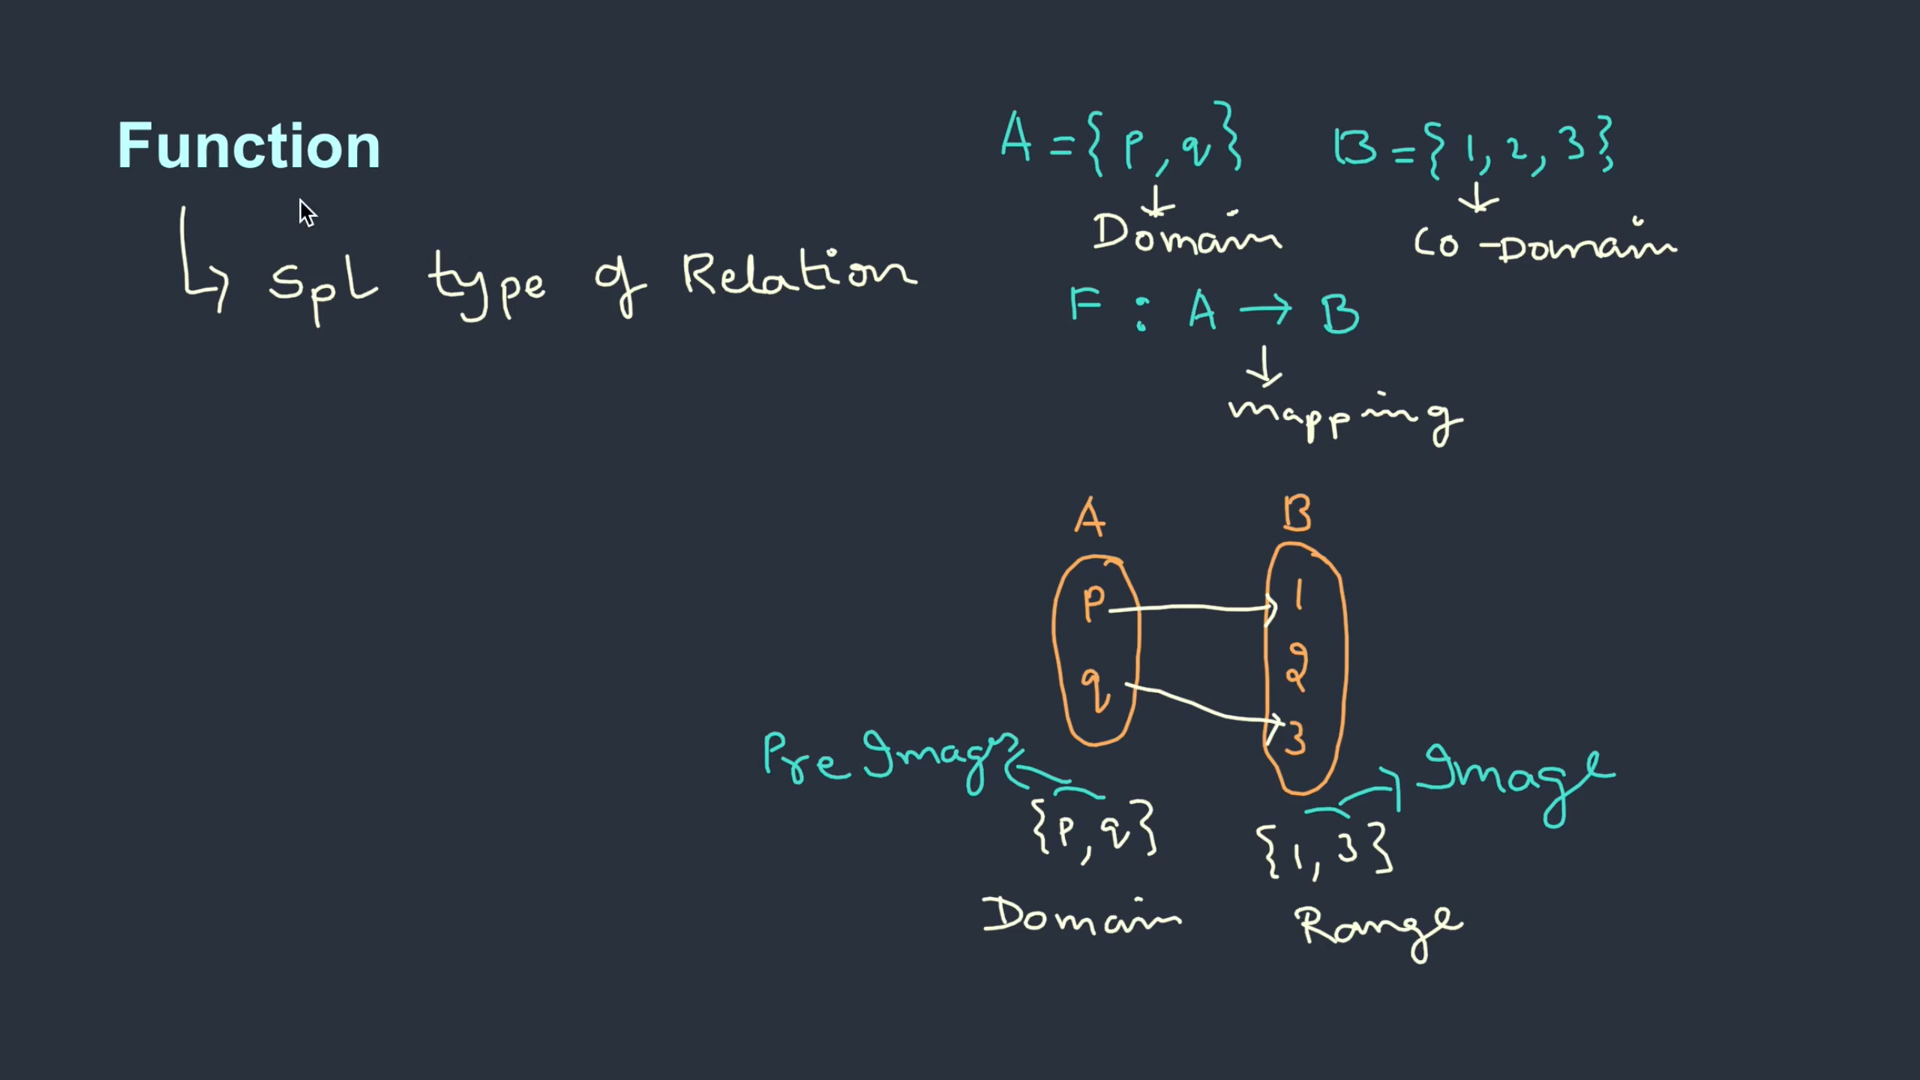 Function
Spl type of Relation
A = {p, q} B = {1, 2, 3}
Domain Co-Domain
F : A → B
mapping
A B
p 1
q 2
3
Pre Image Image
{p, q} {1, 3}
Domain Range